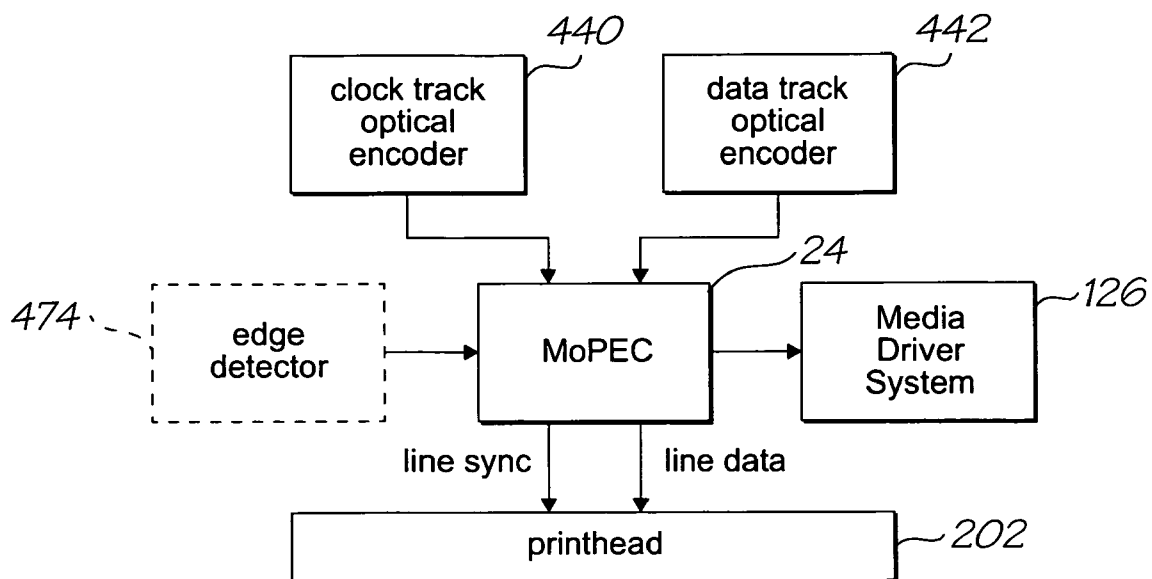 440
442
clock track
optical
encoder
data track
optical
encoder
24
474
edge
detector
MoPEC
126
Media
Driver
System
line sync
line data
printhead
202